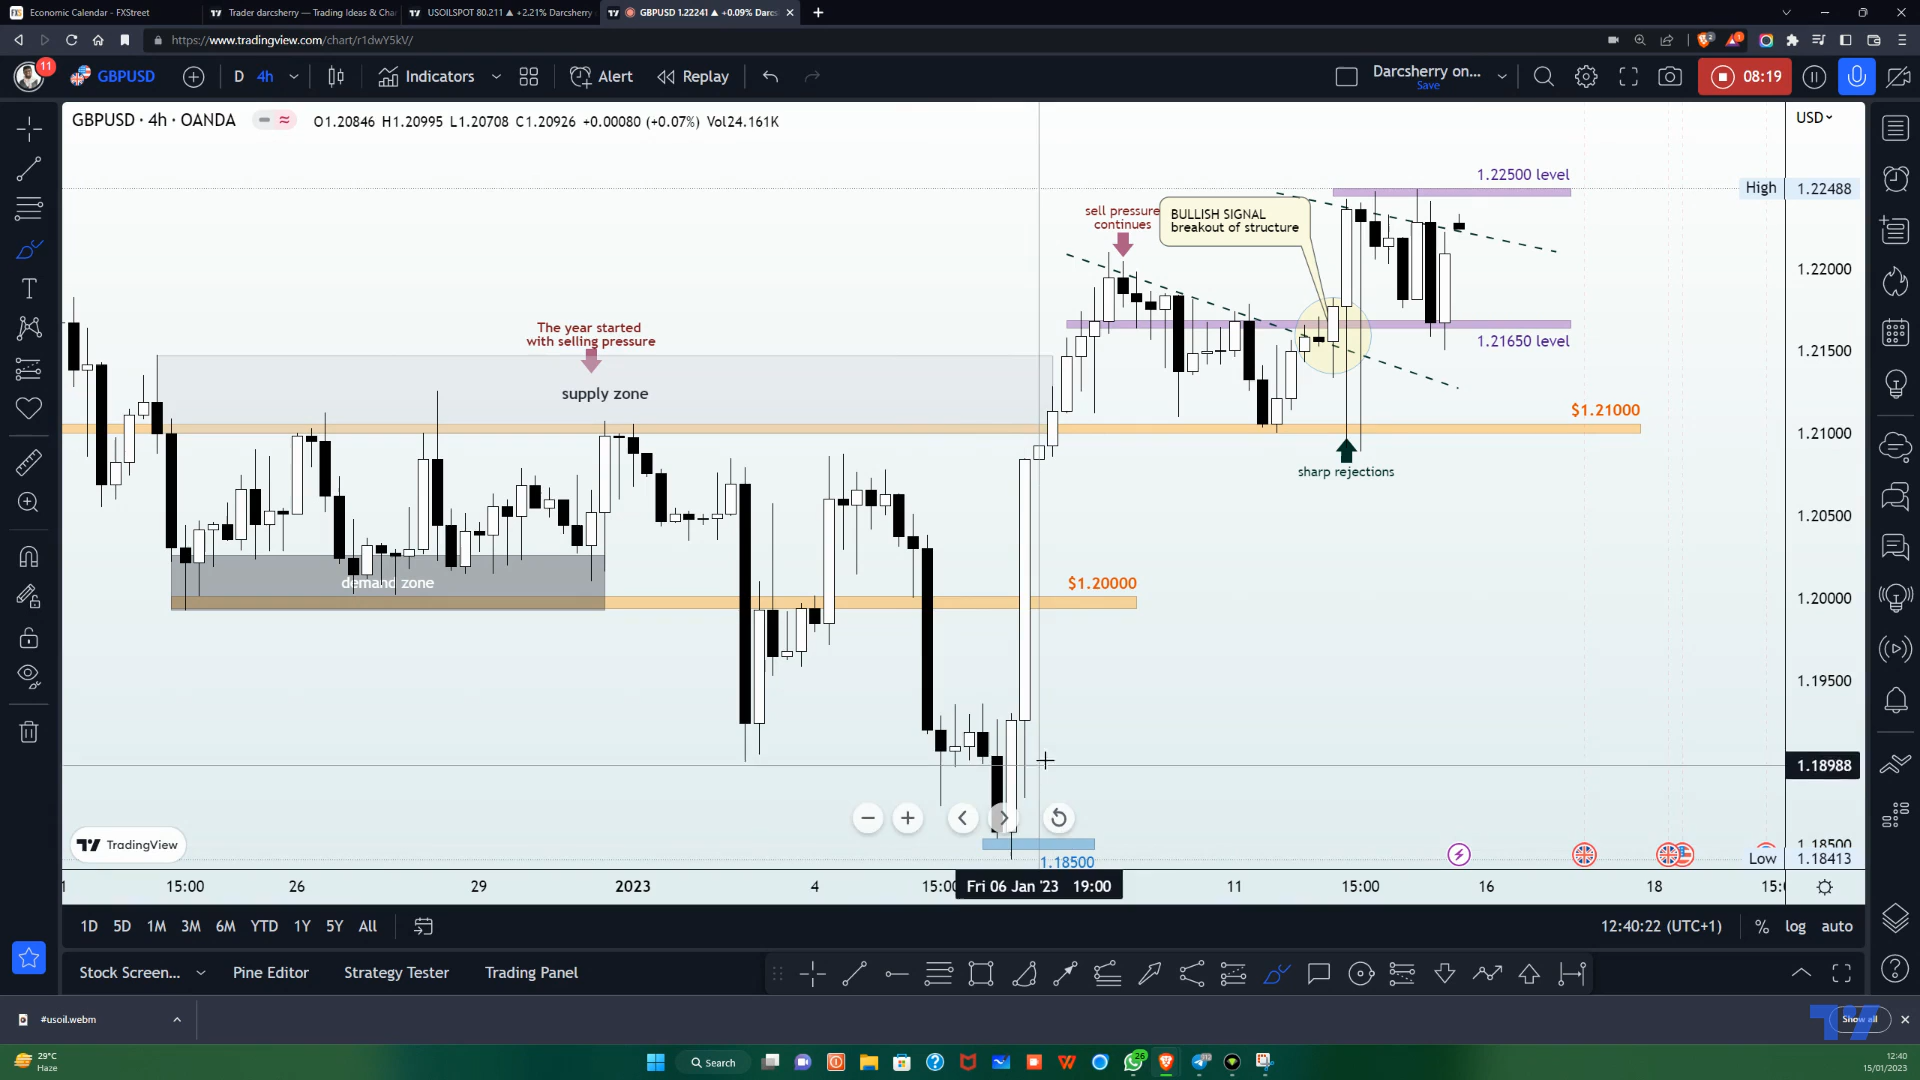 Economic Calendar - FXStreet
Trader darcsherry — Trading Ideas & Cha
USOILSPOT 80.211 ▲ +2.21% Darcsherry
GBPUSD 1.22241 ▲ +0.09% Darcs
https://www.tradingview.com/chart/r1dwY5kV/
11
GBPUSD
D
4h
Indicators
Alert
Replay
Darcsherry on...
Save
08:19
GBPUSD · 4h · OANDA
O1.20846 H1.20995 L1.20708 C1.20926 +0.00080 (+0.07%) Vol24.161K
USD
1.22500 level
High 1.22488
sell pressure
continues
BULLISH SIGNAL
breakout of structure
1.22000
The year started
with selling pressure
1.21650 level
1.21500
supply zone
$1.21000
1.21000
sharp rejections
1.20500
demand zone
$1.20000
1.20000
1.19500
1.18988
TradingView
1.18500
1.18500
Low 1.18413
15:00
26
29
2023
4
15:00
Fri 06 Jan '23 19:00
11
15:00
16
18
1D 5D 1M 3M 6M YTD 1Y 5Y All
12:40:22 (UTC+1)
% log auto
Stock Screen...
Pine Editor
Strategy Tester
Trading Panel
#usoil.webm
Show all
29°C
Haze
Search
26
12:40
15/01/2023